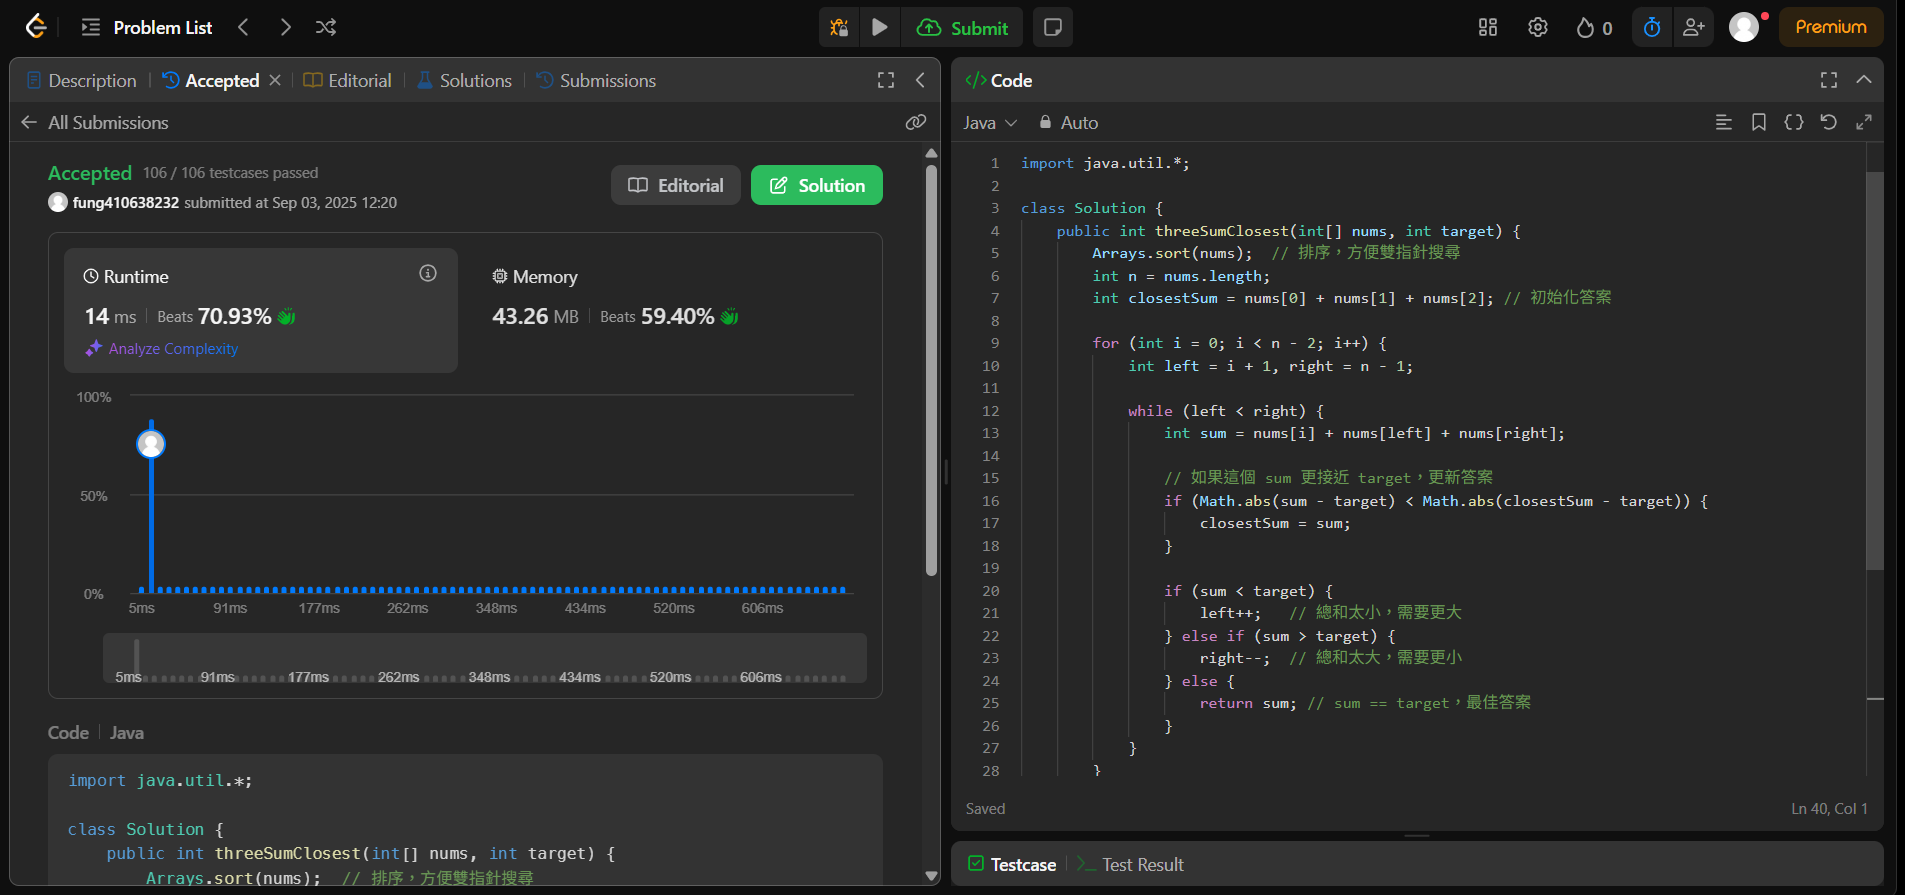 Problem List
Submit
0
Premium
Description
Accepted
Editorial
Solutions
Submissions
All Submissions
Accepted 106 / 106 testcases passed
fung410638232 submitted at Sep 03, 2025 12:20
Editorial
Solution
Runtime
14 ms Beats 70.93%
Analyze Complexity
Memory
43.26 MB Beats 59.40%
100%
50%
0%
5ms 91ms 177ms 262ms 348ms 434ms 520ms 606ms
5ms 91ms 177ms 262ms 348ms 434ms 520ms 606ms
Code Java
import java.util.*;
class Solution {
public int threeSumClosest(int[] nums, int target) {
Arrays.sort(nums); // 排序，方便雙指針搜尋
</> Code
Java Auto
1 import java.util.*;
2
3 class Solution {
4 public int threeSumClosest(int[] nums, int target) {
5 Arrays.sort(nums); // 排序，方便雙指針搜尋
6 int n = nums.length;
7 int closestSum = nums[0] + nums[1] + nums[2]; // 初始化答案
8
9 for (int i = 0; i < n - 2; i++) {
10 int left = i + 1, right = n - 1;
11
12 while (left < right) {
13 int sum = nums[i] + nums[left] + nums[right];
14
15 // 如果這個 sum 更接近 target，更新答案
16 if (Math.abs(sum - target) < Math.abs(closestSum - target)) {
17 closestSum = sum;
18 }
19
20 if (sum < target) {
21 left++; // 總和太小，需要更大
22 } else if (sum > target) {
23 right--; // 總和太大，需要更小
24 } else {
25 return sum; // sum == target，最佳答案
26 }
27 }
28 }
Saved
Ln 40, Col 1
Testcase
Test Result